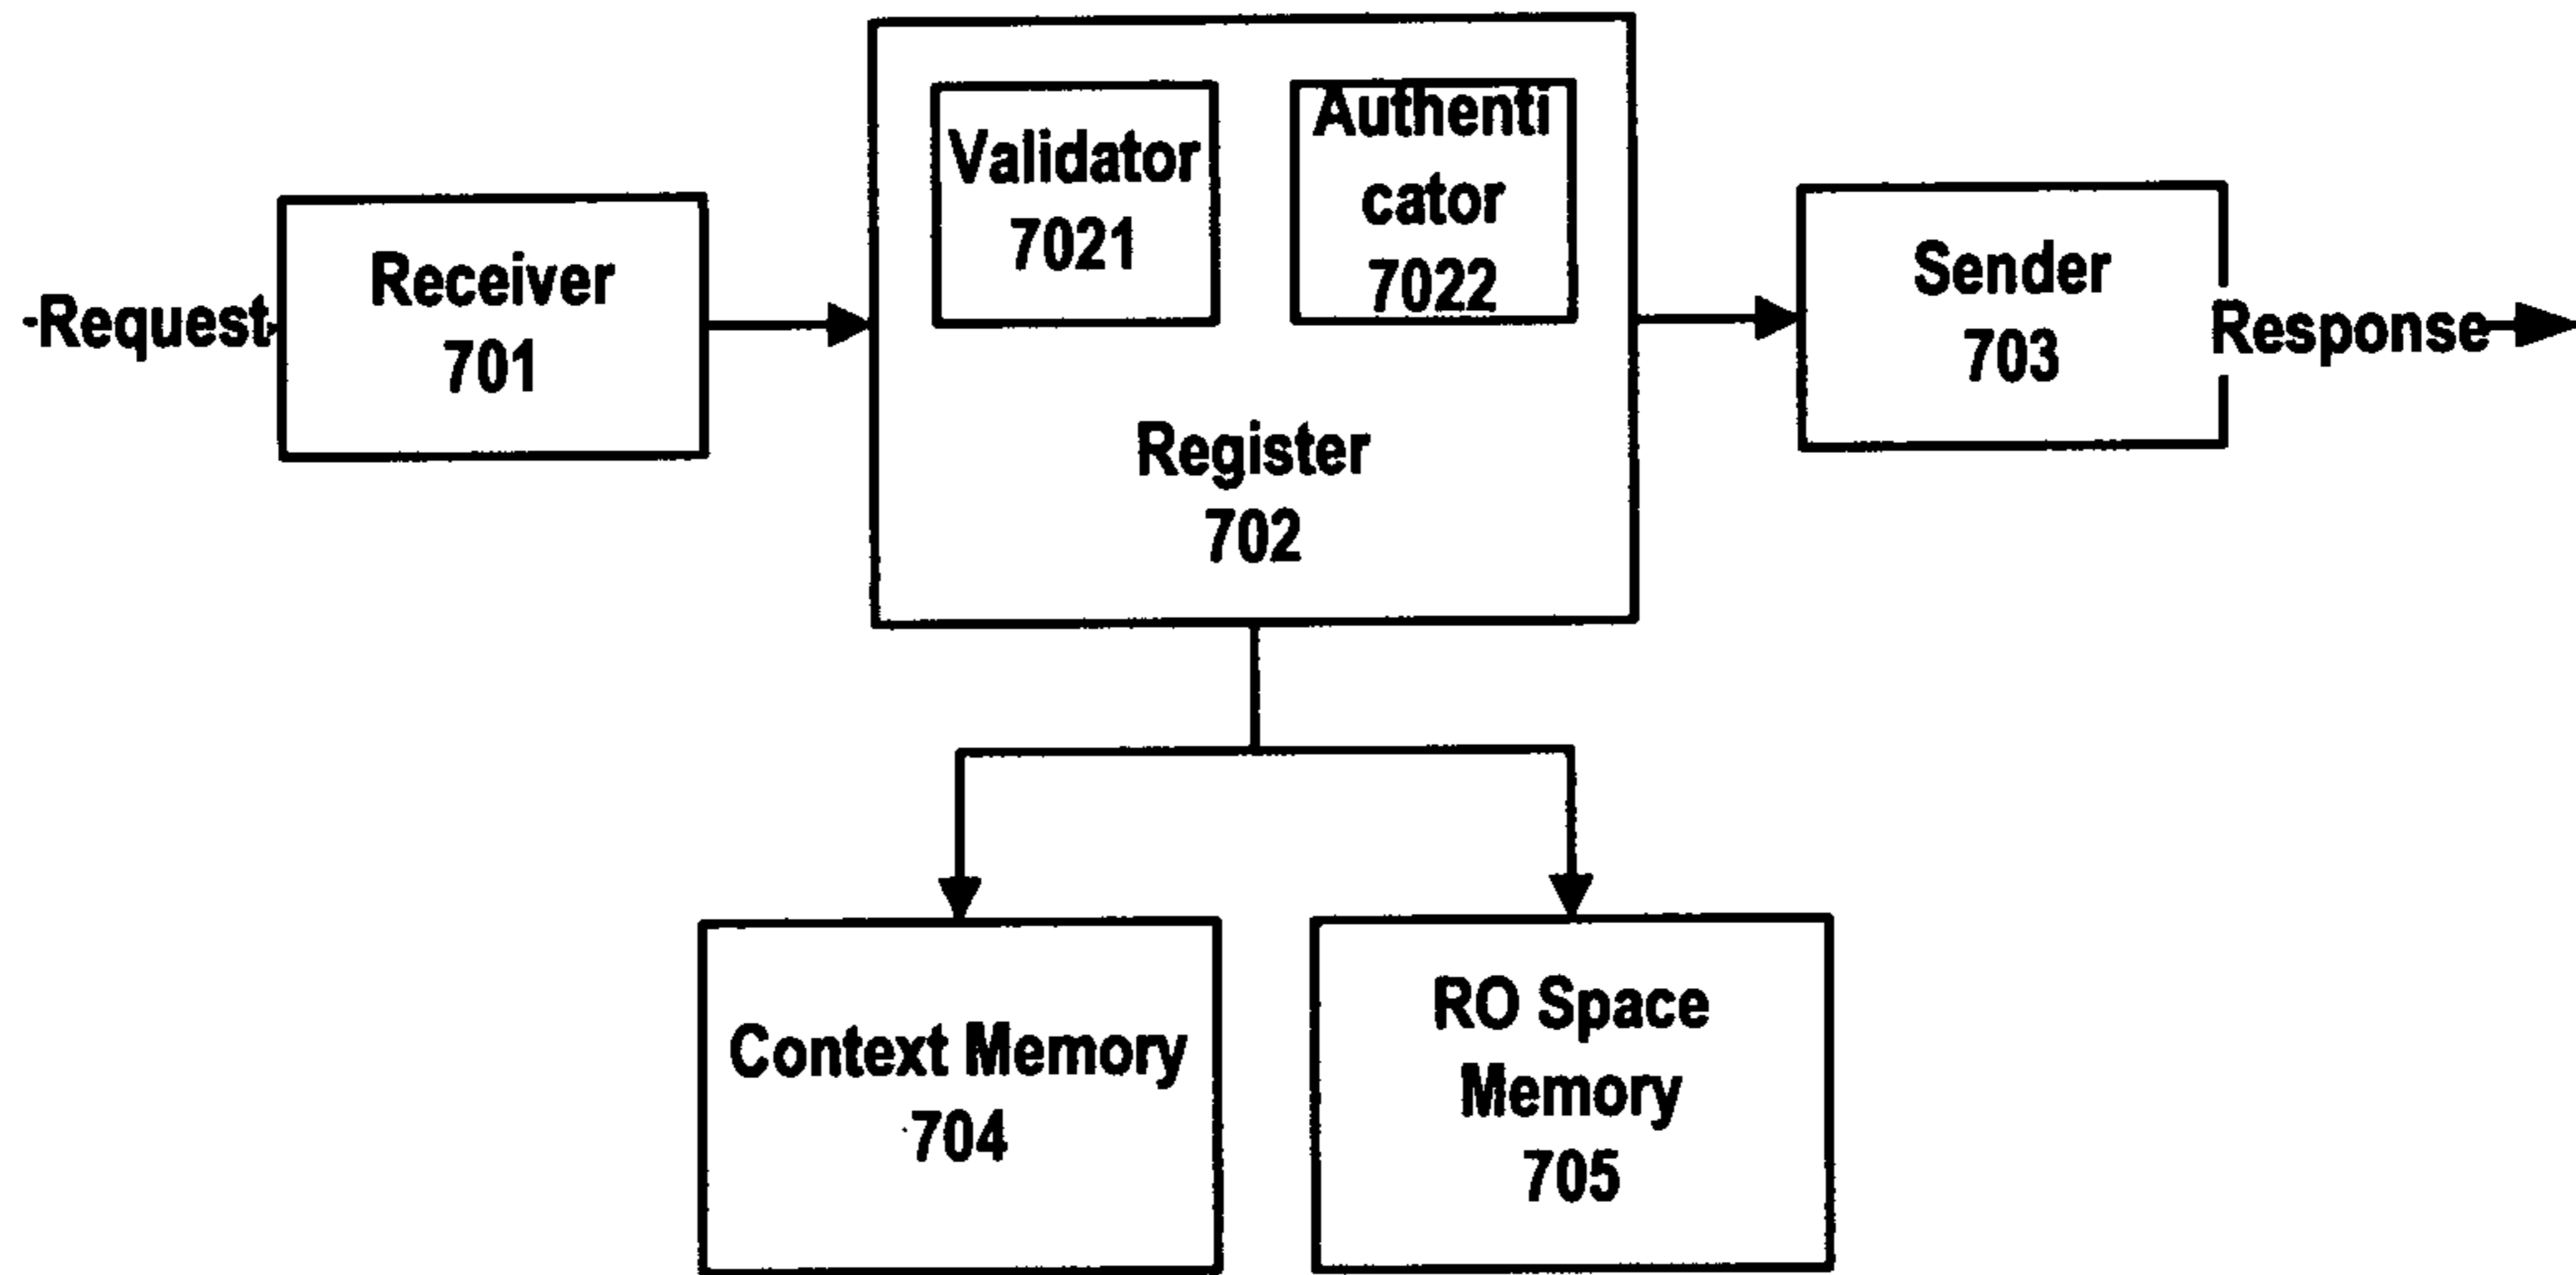 Request
Receiver
701
Validator
7021
Authenti
cator
7022
Register
702
Sender
703
Response
Context Memory
704
RO Space
Memory
705